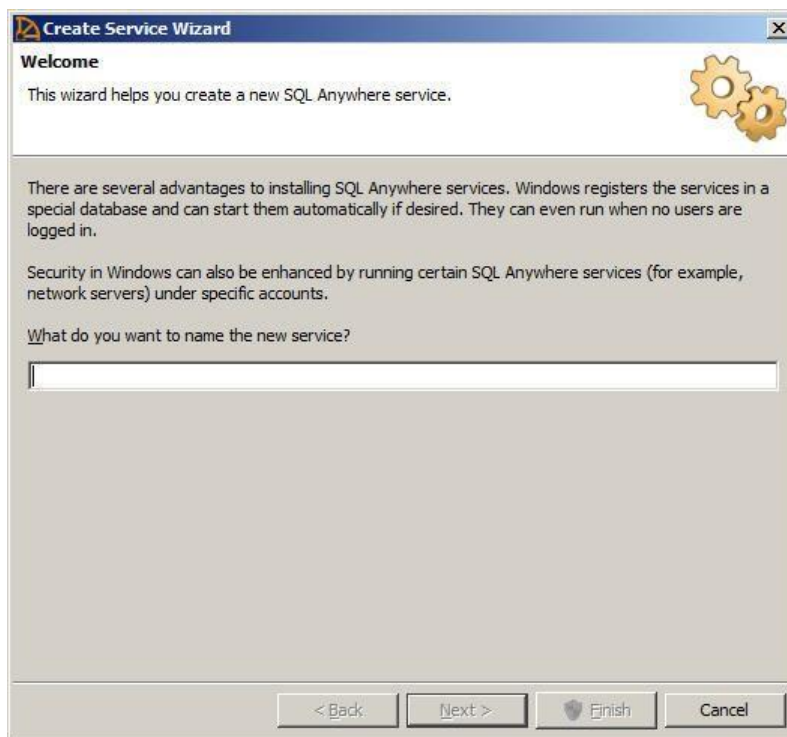 Create Service Wizard
Welcome
This wizard helps you create a new SQL Anywhere service.
There are several advantages to installing SQL Anywhere services. Windows registers the services in a
special database and can start them automatically if desired. They can even run when no users are
logged in.
Security in Windows can also be enhanced by running certain SQL Anywhere services (for example,
network servers) under specific accounts.
What do you want to name the new service?
< Back Next > Finish Cancel